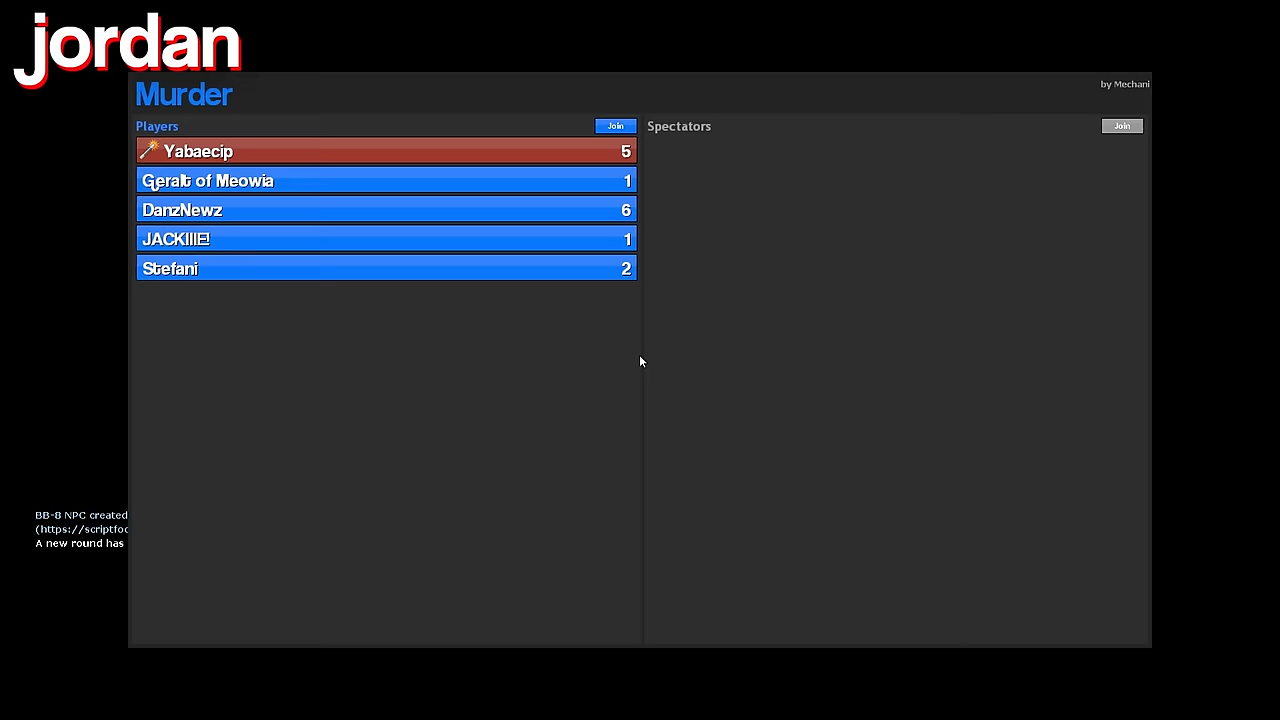 jordan
Murder
by Mechani
Players
Join
Spectators
Join
Yabaecip 5
Geralt of Meowia 1
DanzNewz 6
JACKIIIE! 1
Stefani 2
BB-8 NPC created
(https://scriptfo
A new round has